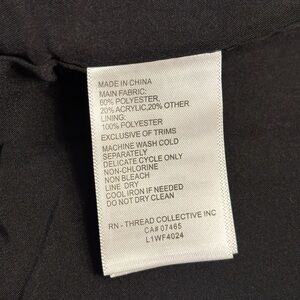 MADE IN CHINA
MAIN FABRIC:
60% POLYESTER,
20% ACRYLIC,20% OTHER
LINING:
100% POLYESTER
EXCLUSIVE OF TRIMS
MACHINE WASH COLD
SEPARATELY
DELICATE CYCLE ONLY
NON-CHLORINE
NON BLEACH
LINE DRY
COOL IRON IF NEEDED
DO NOT DRY CLEAN
RN - THREAD COLLECTIVE INC
CA# 07465
L1WF4024